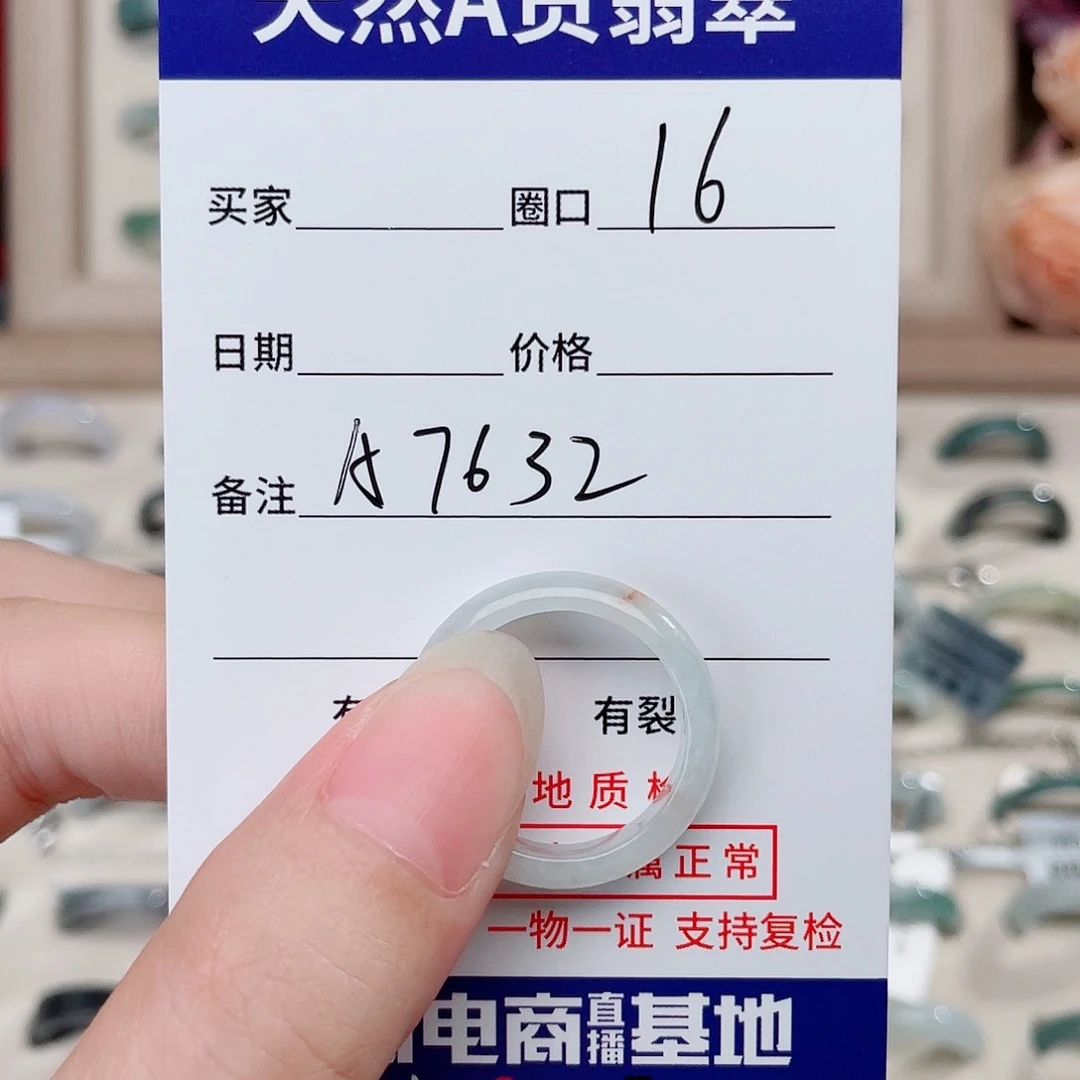 天然A货翡翠
买家 圈口 16
日期 价格
备注 A7632
有裂
地质检
属正常
一物一证 支持复检
电商直播基地